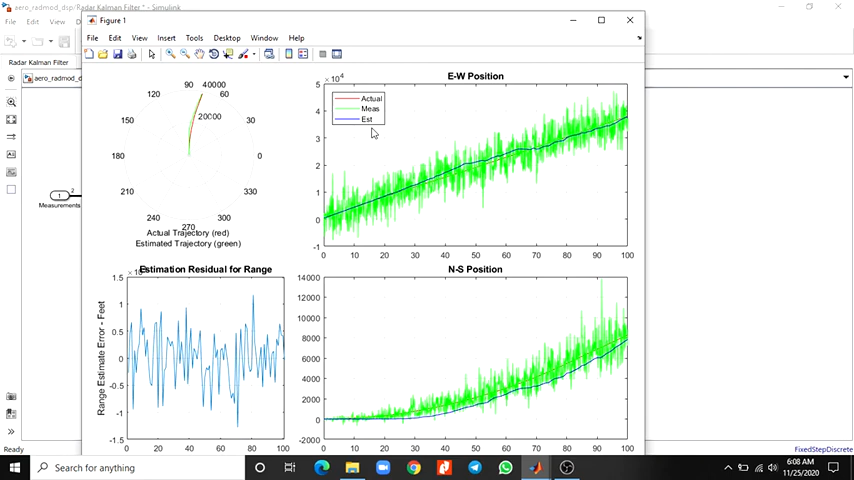 aero_radmod_dsp/Radar Kalman Filter * - Simulink
Figure 1
File Edit View
File Edit View Insert Tools Desktop Window Help
Radar Kalman Filter
aero_radmod_
90 40000
120 60
20000
150 30
180 0
210 330
240 300
270
Actual Trajectory (red)
Estimated Trajectory (green)
E-W Position
× 10^4
5
4
3
2
1
0
-1
Actual
Meas
Est
0 10 20 30 40 50 60 70 80 90 100
1
2
Measurements
Estimation Residual for Range
Range Estimate Error - Feet
1.5
1
0.5
0
-0.5
-1
-1.5
0 20 40 60 80 100
N-S Position
14000
12000
10000
8000
6000
4000
2000
0
-2000
0 10 20 30 40 50 60 70 80 90 100
Ready
FixedStepDiscrete
Search for anything
6:08 AM
11/25/2020